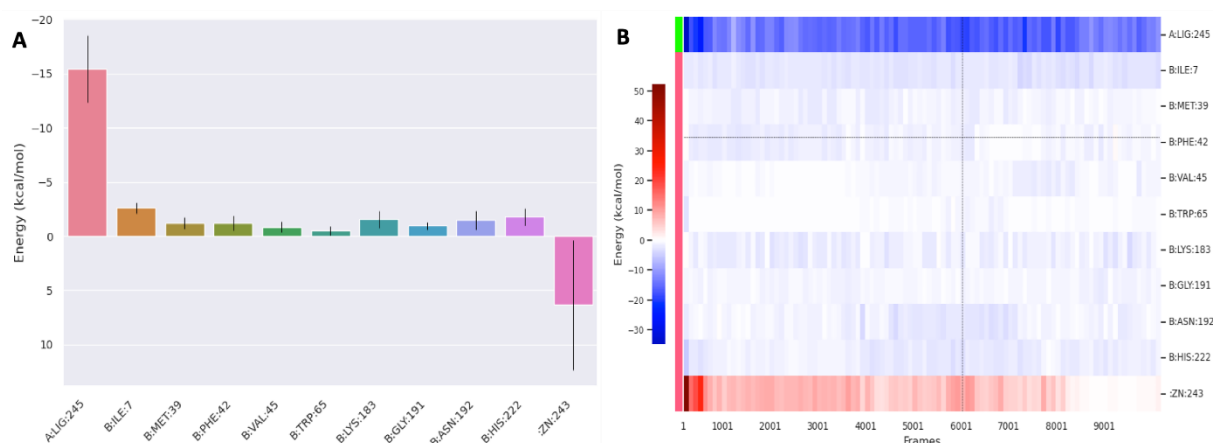 A
Energy (kcal/mol)
−20
−15
−10
−5
0
5
10
A:LIG:245
B:ILE:7
B:MET:39
B:PHE:42
B:VAL:45
B:TRP:65
B:LYS:183
B:GLY:191
B:ASN:192
B:HIS:222
:ZN:243
B
Energy (kcal/mol)
50
40
30
20
10
0
−10
−20
−30
A:LIG:245
B:ILE:7
B:MET:39
B:PHE:42
B:VAL:45
B:TRP:65
B:LYS:183
B:GLY:191
B:ASN:192
B:HIS:222
:ZN:243
1 1001 2001 3001 4001 5001 6001 7001 8001 9001
Frames